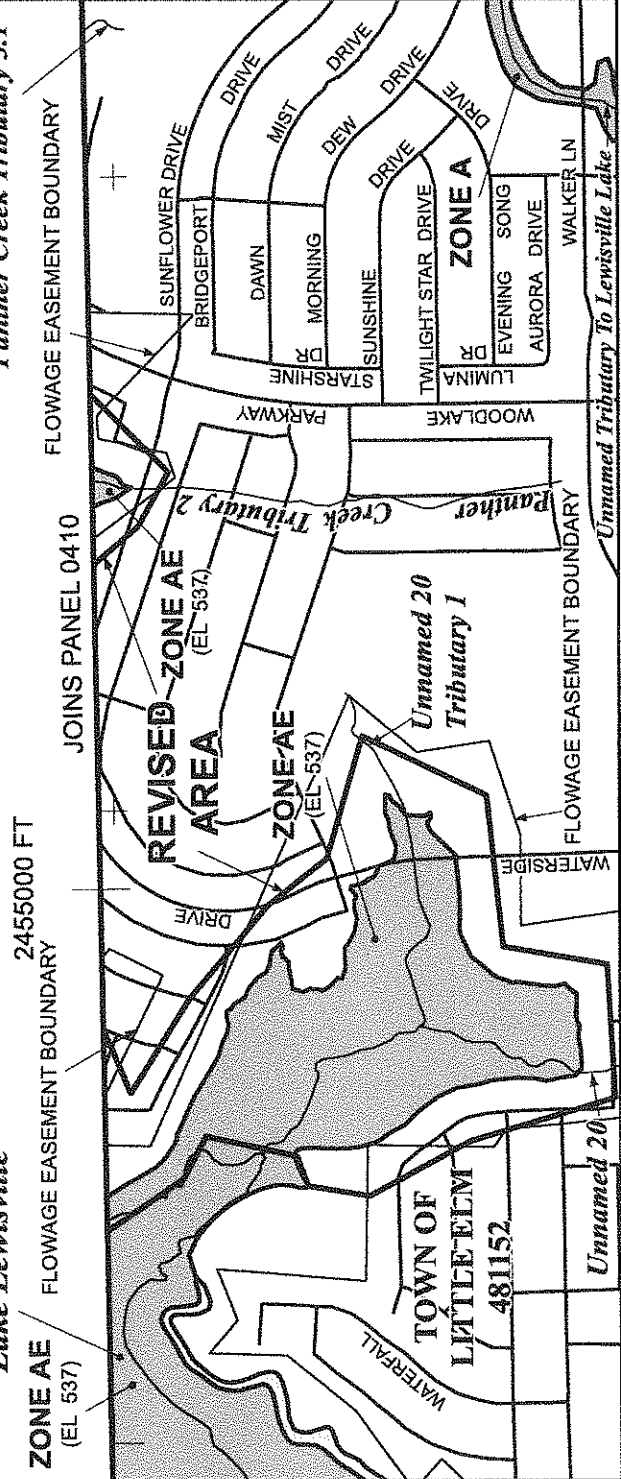 Lake Lewisville
ZONE AE
(EL 537)
FLOWAGE EASEMENT BOUNDARY
2455000 FT
JOINS PANEL 0410
FLOWAGE EASEMENT BOUNDARY
Panther Creek Tributary 3.1
REVISED
AREA
ZONE AE
(EL 537)
ZONE AE
(EL 537)
DRIVE
WATERSIDE
Unnamed 20
Tributary 1
FLOWAGE EASEMENT BOUNDARY
TOWN OF
LITTLE ELM
481152
WATERFALL
Unnamed 20
Panther Creek Tributary 2
PARKWAY
WOODLAKE
SUNFLOWER DRIVE
BRIDGEPORT DRIVE
DAWN MIST DRIVE
MORNING DEW DRIVE
SUNSHINE DRIVE
STARSHINE DR
TWILIGHT STAR DRIVE
LUMINA DR
EVENING SONG DRIVE
AURORA DRIVE
WALKER LN
ZONE A
Unnamed Tributary To Lewisville Lake